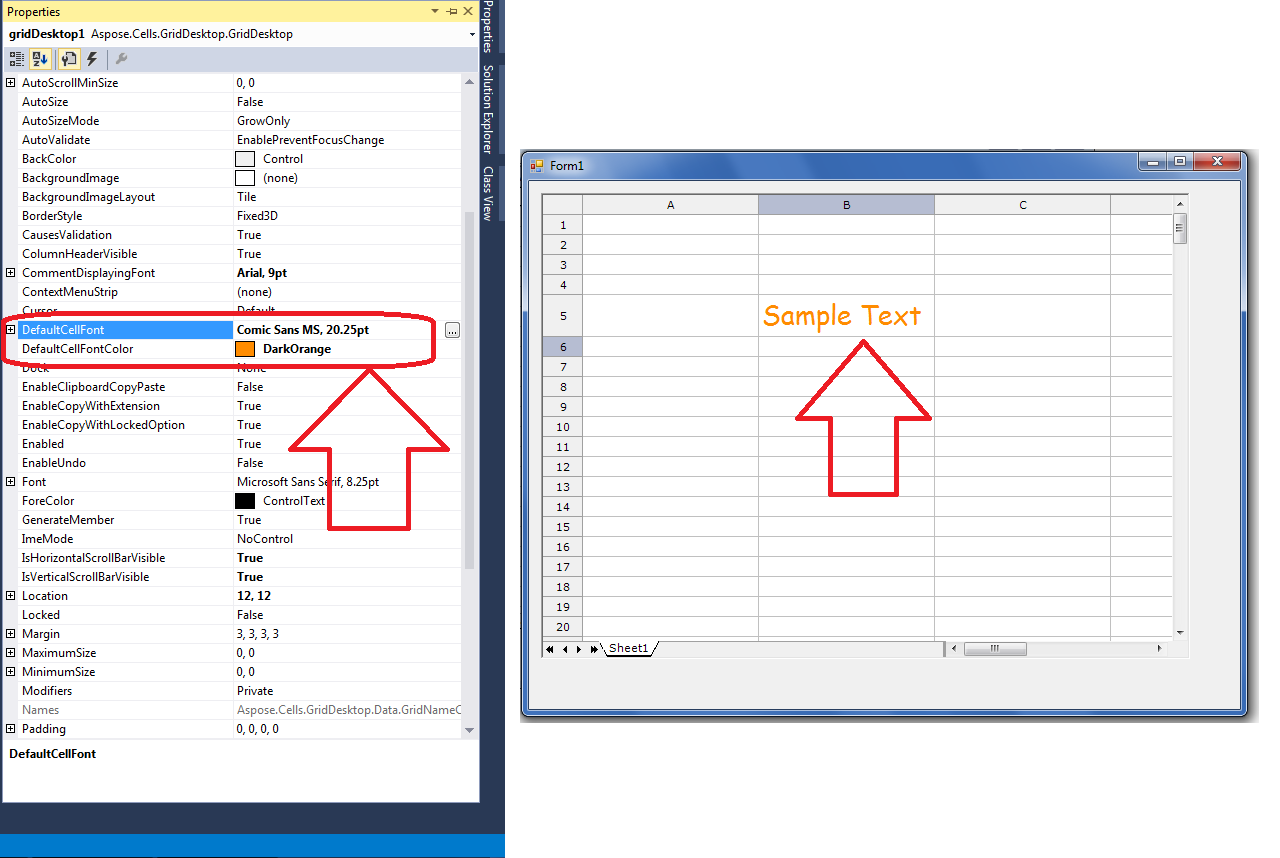 Properties
gridDesktop1 Aspose.Cells.GridDesktop.GridDesktop
AutoScrollMinSize 0, 0
AutoSize False
AutoSizeMode GrowOnly
AutoValidate EnablePreventFocusChange
BackColor Control
BackgroundImage (none)
BackgroundImageLayout Tile
BorderStyle Fixed3D
CausesValidation True
ColumnHeaderVisible True
CommentDisplayingFont Arial, 9pt
ContextMenuStrip (none)
Cursor Default
DefaultCellFont Comic Sans MS, 20.25pt ...
DefaultCellFontColor DarkOrange
Dock None
EnableClipboardCopyPaste False
EnableCopyWithExtension True
EnableCopyWithLockedOption True
Enabled True
EnableUndo False
Font Microsoft Sans Serif, 8.25pt
ForeColor ControlText
GenerateMember True
ImeMode NoControl
IsHorizontalScrollBarVisible True
IsVerticalScrollBarVisible True
Location 12, 12
Locked False
Margin 3, 3, 3, 3
MaximumSize 0, 0
MinimumSize 0, 0
Modifiers Private
Names Aspose.Cells.GridDesktop.Data.GridNameC
Padding 0, 0, 0, 0
DefaultCellFont
Properties
Solution Explorer
Class View
Form1
A B C
1
2
3
4
5 Sample Text
6
7
8
9
10
11
12
13
14
15
16
17
18
19
20
Sheet1